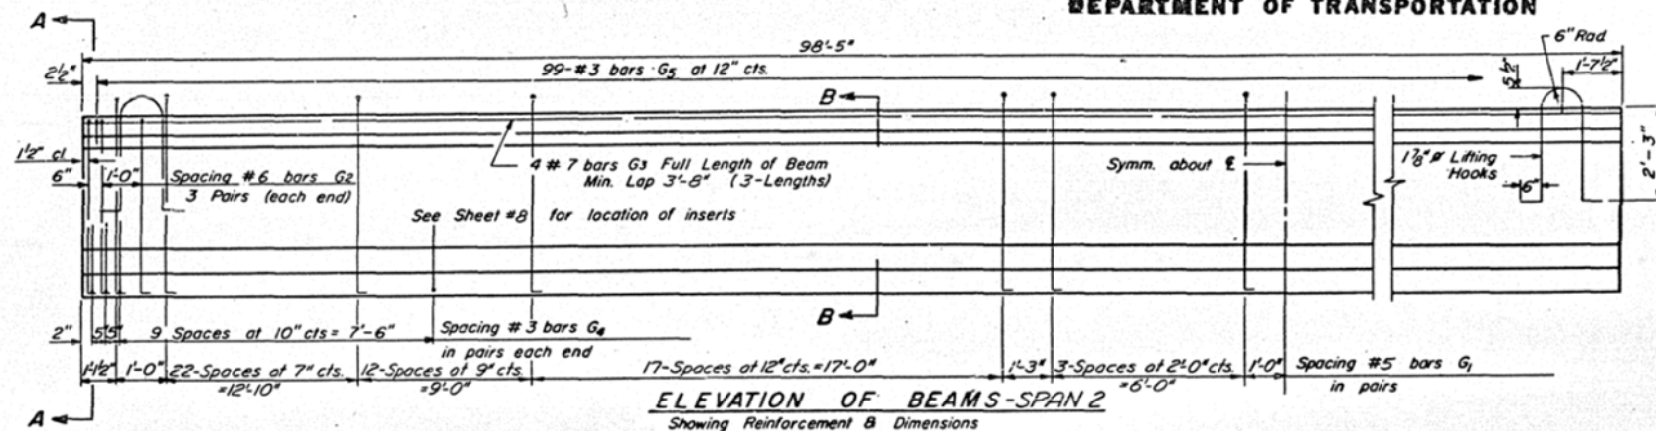 DEPARTMENT OF TRANSPORTATION
A
98'-5"
6" Rad
2½"
99-#3 bars G5 at 12" cts.
5½"
1'-7½"
B
1½" cl.
4 #7 bars G3 Full Length of Beam
Min. Lap 3'-8" (3-Lengths)
Symm. about ℄
1⅞" ø Lifting
Hooks
2'-3"
6"
1'-0"
Spacing #6 bars G2
3 Pairs (each end)
6"
See Sheet #8 for location of inserts
B
2"
5"
5"
9 Spaces at 10" cts = 7'-6"
Spacing #3 bars G4
in pairs each end
1'-0"
22-Spaces at 7" cts.
=12'-10"
12-Spaces at 9" cts.
=9'-0"
17-Spaces at 12" cts.=17'-0"
1'-3"
3-Spaces at 2'-0" cts.
=6'-0"
1'-0"
Spacing #5 bars G1
in pairs
A
ELEVATION OF BEAMS-SPAN 2
Showing Reinforcement & Dimensions